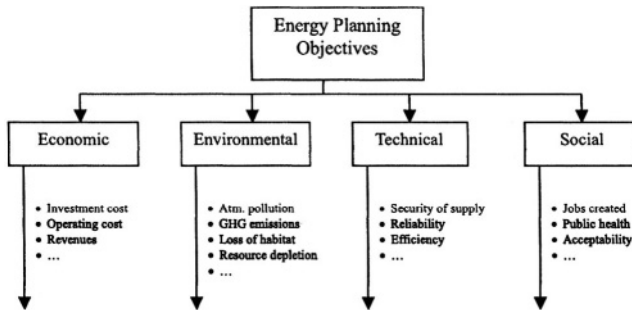 Energy Planning
Objectives
Economic
Environmental
Technical
Social
• Investment cost
• Operating cost
• Revenues
• ...
• Atm. pollution
• GHG emissions
• Loss of habitat
• Resource depletion
• ...
• Security of supply
• Reliability
• Efficiency
• ...
• Jobs created
• Public health
• Acceptability
• ...